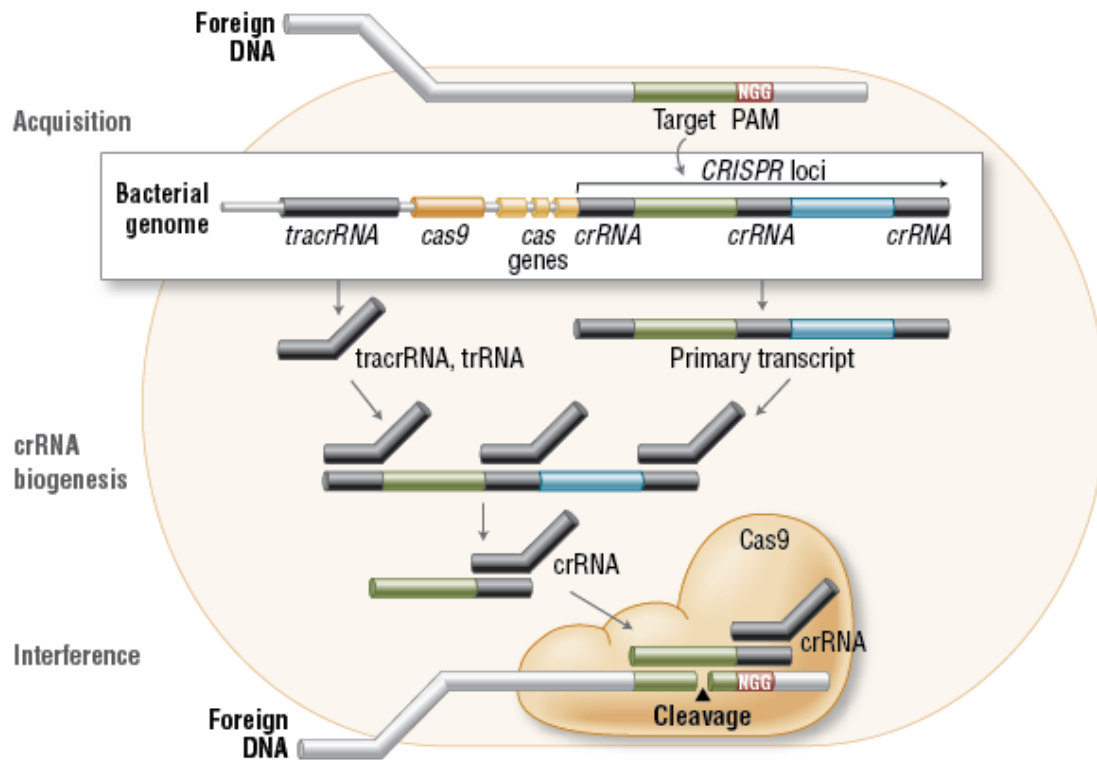 Foreign
DNA
NGG
Acquisition
Target PAM
CRISPR loci
Bacterial
genome
tracrRNA cas9 cas crRNA crRNA crRNA
genes
tracrRNA, trRNA
Primary transcript
crRNA
biogenesis
Cas9
crRNA
crRNA
Interference
NGG
Cleavage
Foreign
DNA